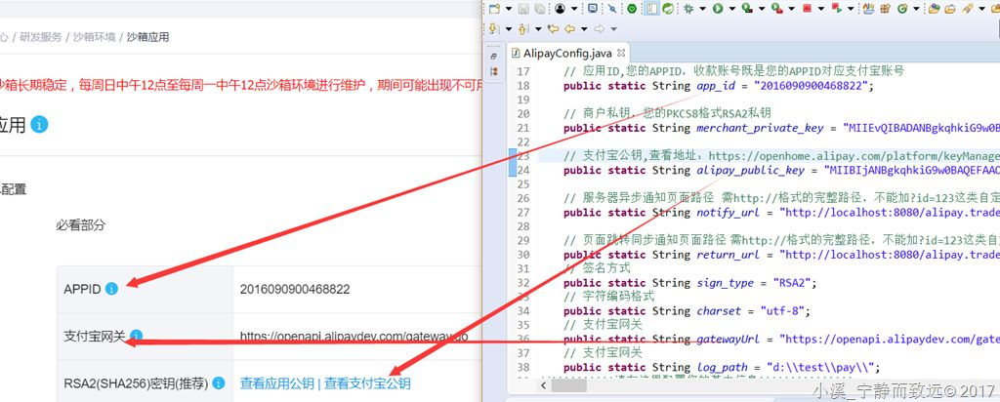 心 / 研发服务 / 沙箱环境 / 沙箱应用
沙箱长期稳定，每周日中午12点至每周一中午12点沙箱环境进行维护，期间可能出现不可用
应用
配置
必看部分
APPID
2016090900468822
支付宝网关
https://openapi.alipaydev.com/gateway.do
RSA2(SHA256)密钥(推荐)
查看应用公钥 | 查看支付宝公钥
AlipayConfig.java
17 // 应用ID,您的APPID，收款账号既是您的APPID对应支付宝账号
18 public static String app_id = "2016090900468822";
19
20 // 商户私钥，您的PKCS8格式RSA2私钥
21 public static String merchant_private_key = "MIIEvQIBADANBgkqhkiG9w0B
22
23 // 支付宝公钥,查看地址：https://openhome.alipay.com/platform/keyManage
24 public static String alipay_public_key = "MIIBIjANBgkqhkiG9w0BAQEFAAO
25
26 // 服务器异步通知页面路径 需http://格式的完整路径，不能加?id=123这类自定
27 public static String notify_url = "http://localhost:8080/alipay.trade
28
29 // 页面跳转同步通知页面路径 需http://格式的完整路径，不能加?id=123这类自定
30 public static String return_url = "http://localhost:8080/alipay.trade
31 // 签名方式
32 public static String sign_type = "RSA2";
33 // 字符编码格式
34 public static String charset = "utf-8";
35 // 支付宝网关
36 public static String gatewayUrl = "https://openapi.alipaydev.com/gate
37 // 支付宝网关
38 public static String log_path = "d:\\test\\pay\\";
39
小溪_宁静而致远© 2017